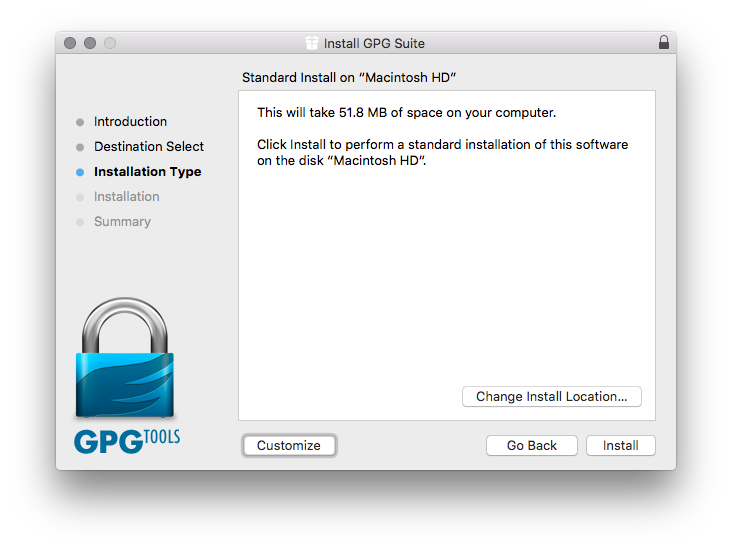 Install GPG Suite
Standard Install on “Macintosh HD”
Introduction
Destination Select
Installation Type
Installation
Summary
This will take 51.8 MB of space on your computer.
Click Install to perform a standard installation of this software
on the disk “Macintosh HD”.
Change Install Location...
GPGTOOLS
Customize
Go Back
Install